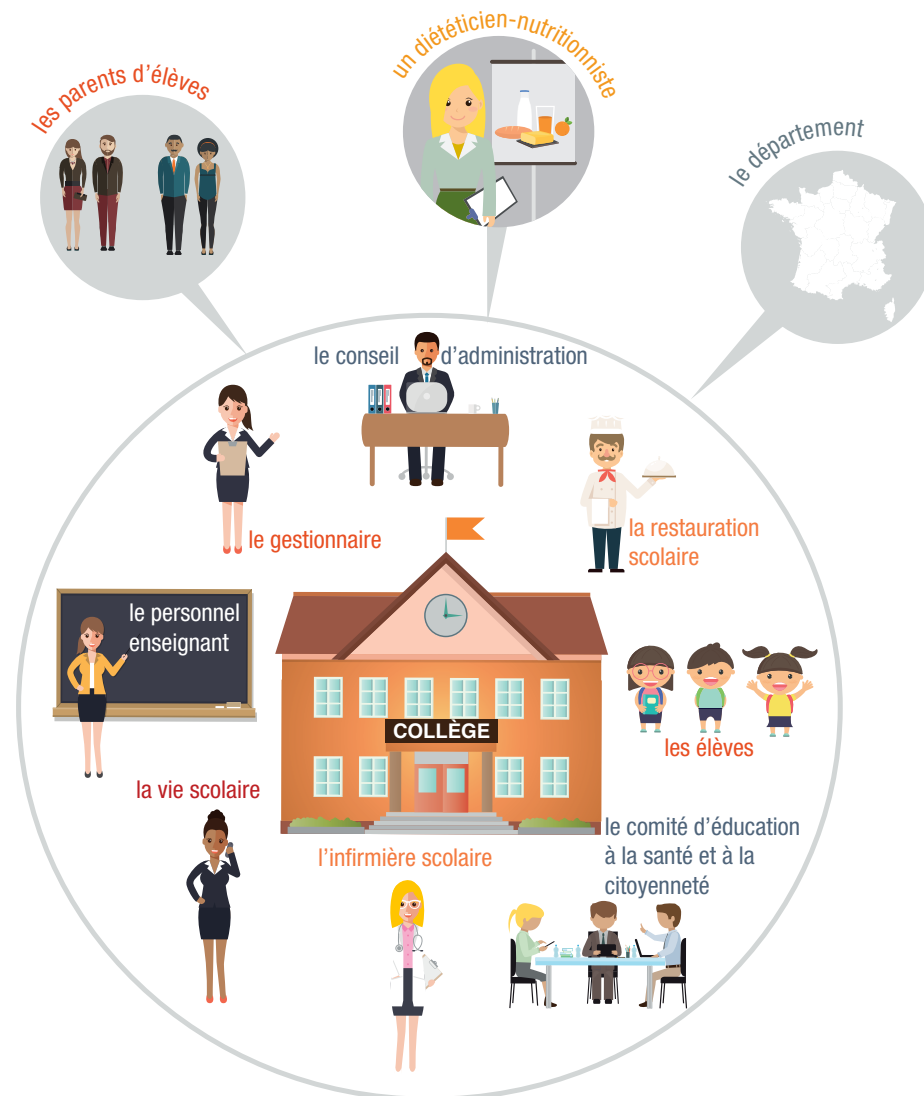 les parents d'élèves
un diététicien-nutritionniste
le département
le conseil d'administration
le gestionnaire
la restauration
scolaire
le personnel
enseignant
COLLÈGE
les élèves
la vie scolaire
l'infirmière scolaire
le comité d'éducation
à la santé et à la
citoyenneté